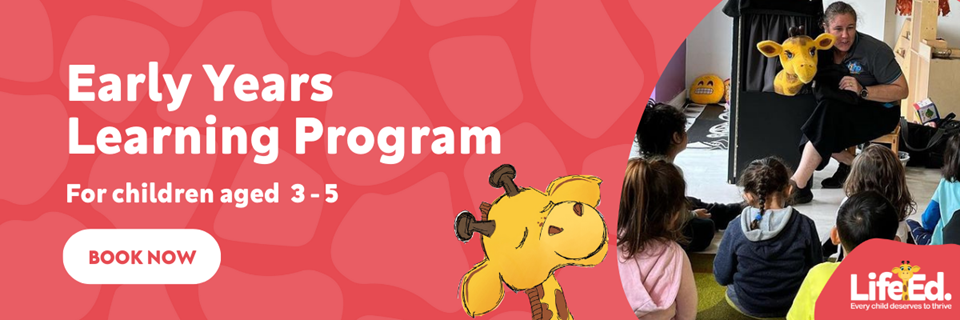 Early Years
Learning Program
For children aged 3 - 5
BOOK NOW
Life Ed.
Every child deserves to thrive